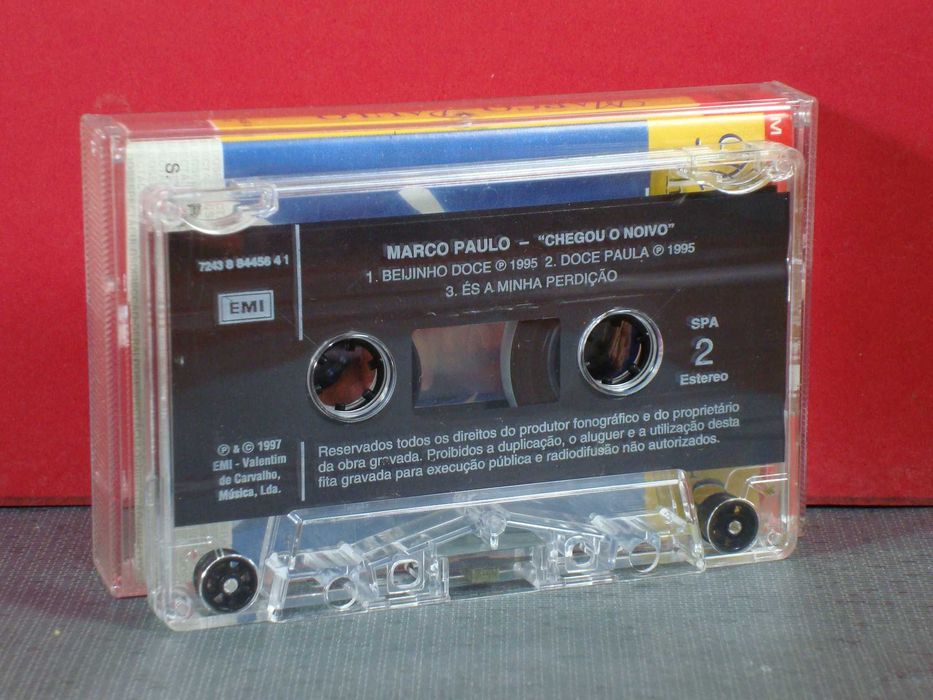 MARCO PAULO
M
MARCO PAULO – “CHEGOU O NOIVO”
1. BEIJINHO DOCE ℗ 1995 2. DOCE PAULA ℗ 1995
3. ÉS A MINHA PERDIÇÃO
7243 8 84456 4 1
EMI
SPA
2
Estereo
℗ & © 1997
EMI - Valentim
de Carvalho,
Música, Lda.
Reservados todos os direitos do produtor fonográfico e do proprietário
da obra gravada. Proibidos a duplicação, o aluguer e a utilização desta
fita gravada para execução pública e radiodifusão não autorizados.